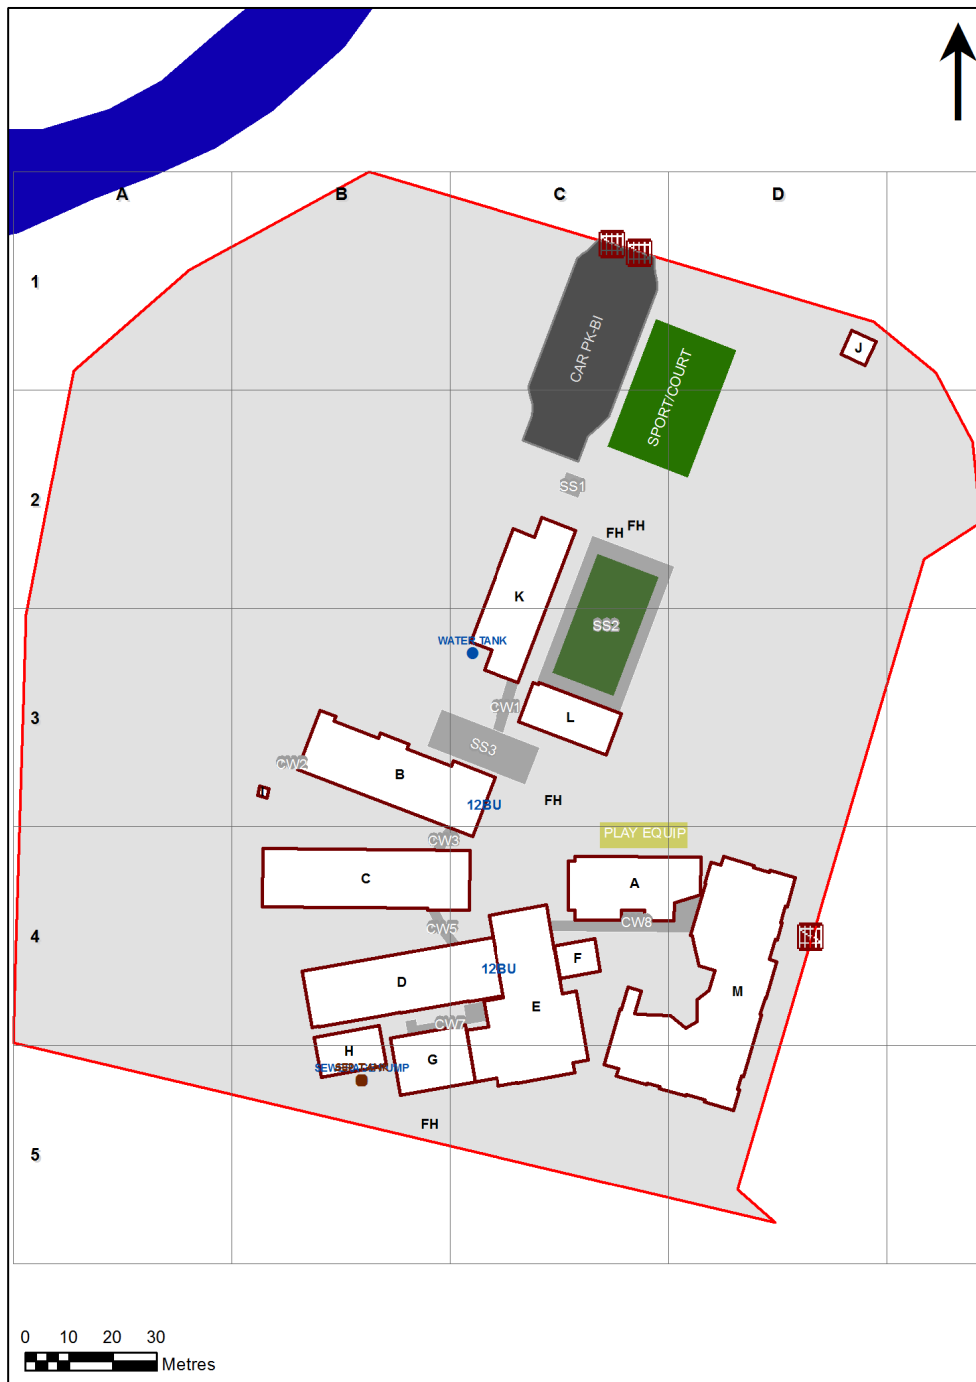 A B C D
1
J
CAR PK-BI
SPORT/COURT
2
SS1
FH FH
K
SS2
WATER TANK
CW1
L
3
SS3
CW2
B
12BU
FH
CW3
PLAY EQUIP
C
A
CW8
4
CW5
F
12BU
D
M
E
CW7
H
G
FH
5
0 10 20 30
Metres